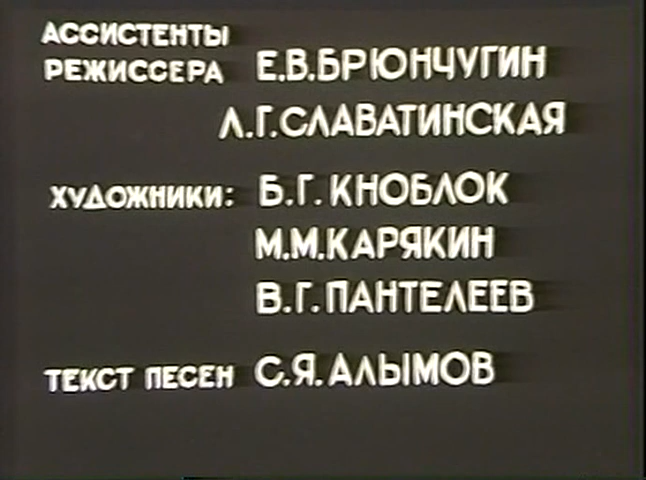 АССИСТЕНТЫ
РЕЖИССЕРА Е.В.БРЮНЧУГИН
Л.Г.СЛАВАТИНСКАЯ
ХУДОЖНИКИ: Б.Г.КНОБЛОК
М.М.КАРЯКИН
В.Г.ПАНТЕЛЕЕВ
ТЕКСТ ПЕСЕН С.Я.АЛЫМОВ